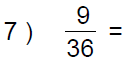 7 ) 9/36 =